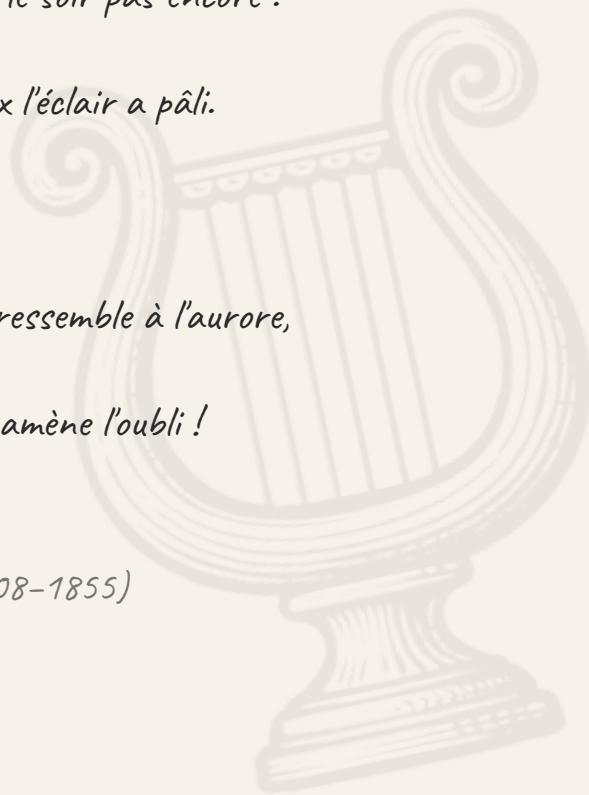 le soir pas encore !
x l'éclair a pâli.
ressemble à l'aurore,
amène l'oubli !
08–1855)